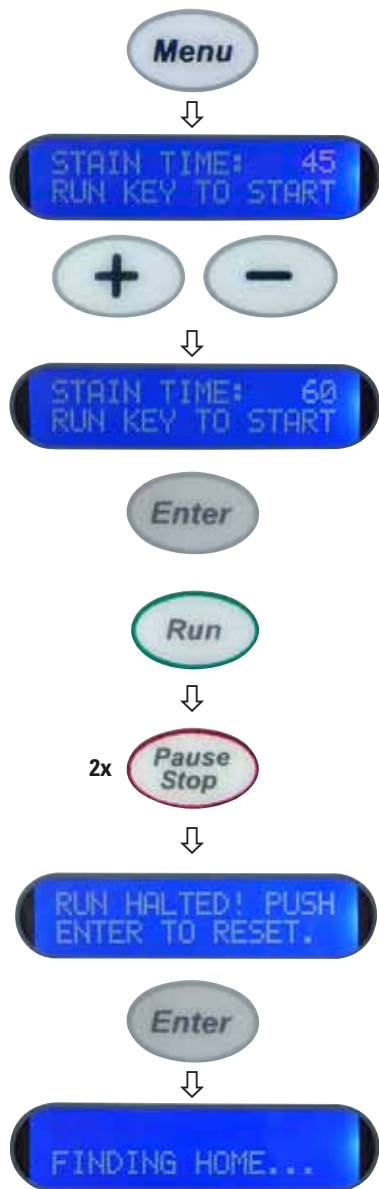 Menu
STAIN TIME: 45
RUN KEY TO START
+ −
STAIN TIME: 60
RUN KEY TO START
Enter
Run
2x Pause
Stop
RUN HALTED! PUSH
ENTER TO RESET.
Enter
FINDING HOME...